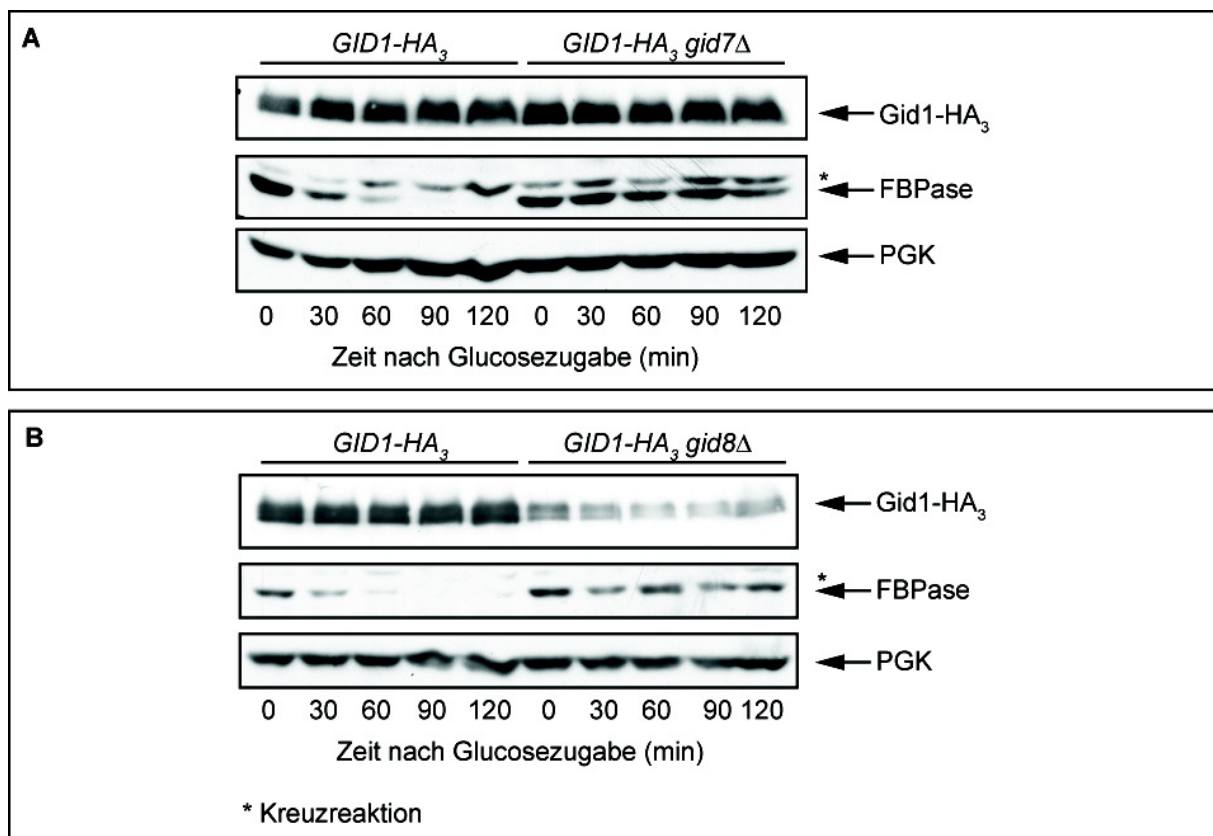 A
GID1-HA3 GID1-HA3 gid7Δ
Gid1-HA3
*
FBPase
PGK
0 30 60 90 120 0 30 60 90 120
Zeit nach Glucosezugabe (min)
B
GID1-HA3 GID1-HA3 gid8Δ
Gid1-HA3
*
FBPase
PGK
0 30 60 90 120 0 30 60 90 120
Zeit nach Glucosezugabe (min)
* Kreuzreaktion